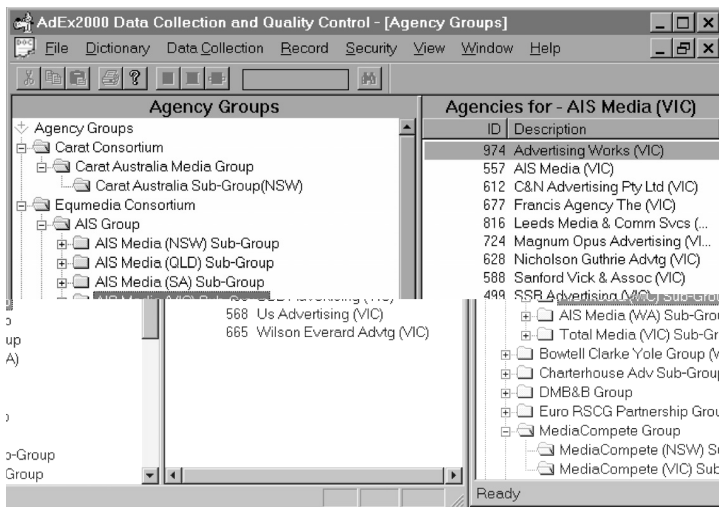 AdEx2000 Data Collection and Quality Control - [Agency Groups]
File Dictionary Data Collection Record Security View Window Help
Agency Groups
Agency Groups
Carat Consortium
Carat Australia Media Group
Carat Australia Sub-Group(NSW)
Equmedia Consortium
AIS Group
AIS Media (NSW) Sub-Group
AIS Media (QLD) Sub-Group
AIS Media (SA) Sub-Group
Agencies for - AIS Media (VIC)
ID Description
974 Advertising Works (VIC)
557 AIS Media (VIC)
612 C&N Advertising Pty Ltd (VIC)
677 Francis Agency The (VIC)
816 Leeds Media & Comm Svcs (...
724 Magnum Opus Advertising (VI...
628 Nicholson Guthrie Advtg (VIC)
588 Sanford Vick & Assoc (VIC)
499 SSB Advertising
up
A)
p-Group
Group
568 Us Advertising (VIC)
665 Wilson Everard Advtg (VIC)
AIS Media (WA) Sub-Grou
Total Media (VIC) Sub-Gr
Bowtell Clarke Yole Group (V
Charterhouse Adv Sub-Group
DMB&B Group
Euro RSCG Partnership Grou
MediaCompete Group
MediaCompete (NSW) Su
MediaCompete (VIC) Sub
Ready